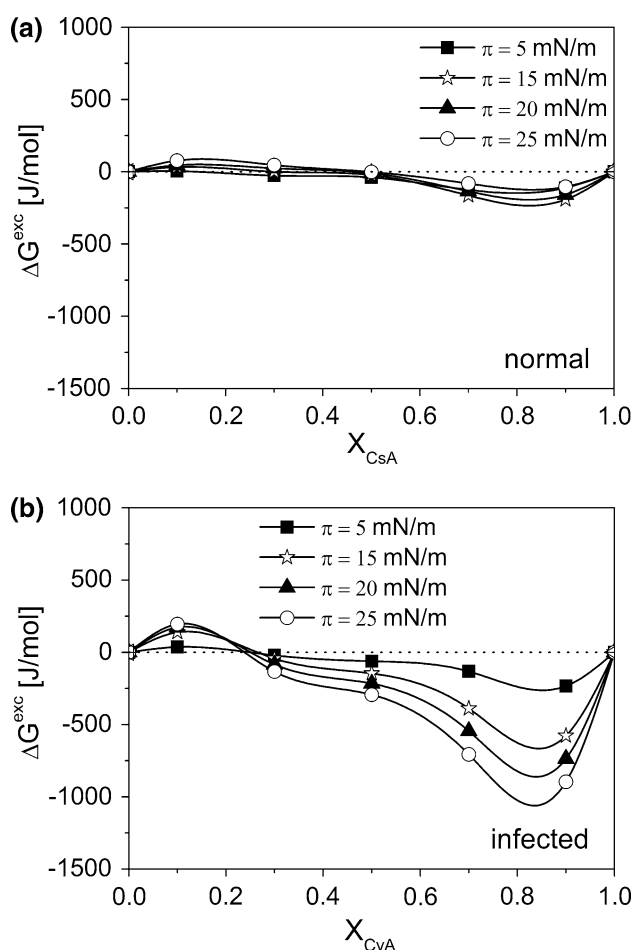 (a)
1000
500
0
-500
-1000
-1500
ΔG^exc [J/mol]
π = 5 mN/m
π = 15 mN/m
π = 20 mN/m
π = 25 mN/m
normal
0.0 0.2 0.4 0.6 0.8 1.0
X_CsA
(b)
1000
500
0
-500
-1000
-1500
ΔG^exc [J/mol]
π = 5 mN/m
π = 15 mN/m
π = 20 mN/m
π = 25 mN/m
infected
0.0 0.2 0.4 0.6 0.8 1.0
X_CyA